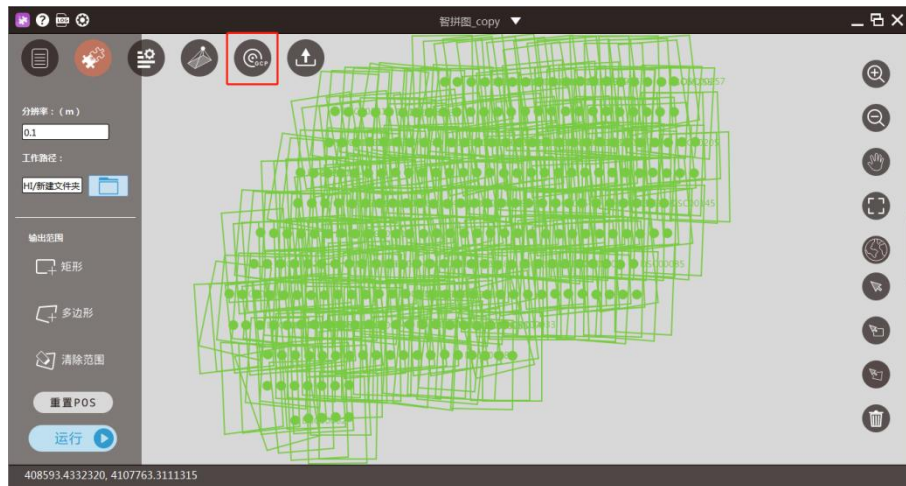 LOG
智拼图_copy ▼
GCP
分辨率：（m）
0.1
工作路径：
HI/新建文件夹
输出范围
矩形
多边形
清除范围
重置POS
运行
408593.4332320, 4107763.3111315